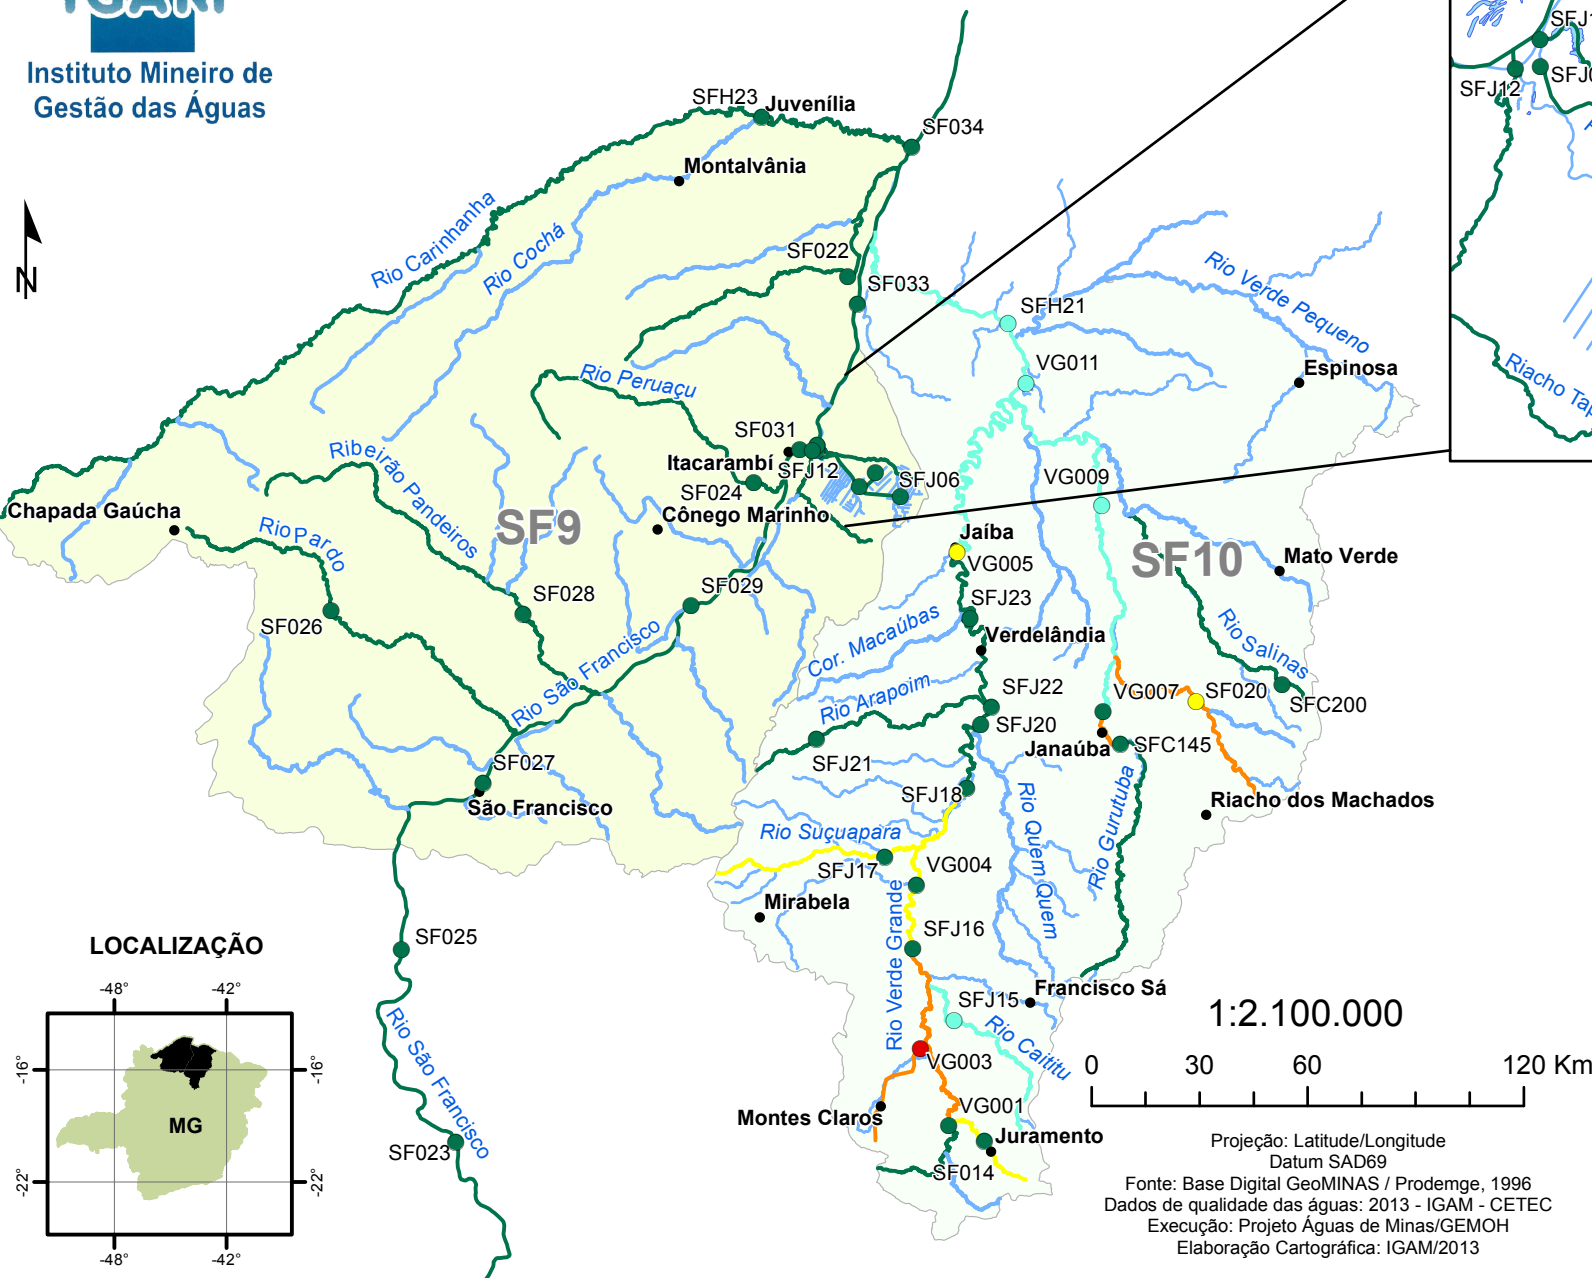 IGAM
Instituto Mineiro de
Gestão das Águas
N
SFH23
Juvenília
SF034
Montalvânia
Rio Carinhanha
Rio Cochá
SF022
SF033
SFH21
Rio Verde Pequeno
VG011
Espinosa
Rio Peruaçu
SF031
Itacarambí
SFJ12
SFJ06
SF024
VG009
Ribeirão Pandeiros
Chapada Gaúcha
Rio Pardo
SF9
Cônego Marinho
SF10
Jaíba
VG005
Mato Verde
SF028
SF029
SFJ23
SF026
Cor. Macaúbas
Verdelândia
Rio Salinas
Rio São Francisco
Rio Arapoim
SFJ22
VG007
SF020
SFC200
SFJ20
Janaúba
SFC145
SFJ21
SF027
São Francisco
SFJ18
Rio Quem Quem
Rio Gurutuba
Riacho dos Machados
Rio Suçuapara
SFJ17
VG004
Mirabela
Rio Verde Grande
SFJ16
SF025
Francisco Sá
SFJ15
Rio Caititu
VG003
Rio São Francisco
VG001
Montes Claros
Juramento
SF023
SF014
SFJ12
Riacho
LOCALIZAÇÃO
-48°
-42°
-16°
-16°
MG
-22°
-22°
-48°
-42°
1:2.100.000
0 30 60 120 Km
Projeção: Latitude/Longitude
Datum SAD69
Fonte: Base Digital GeoMINAS / Prodemge, 1996
Dados de qualidade das águas: 2013 - IGAM - CETEC
Execução: Projeto Águas de Minas/GEMOH
Elaboração Cartográfica: IGAM/2013